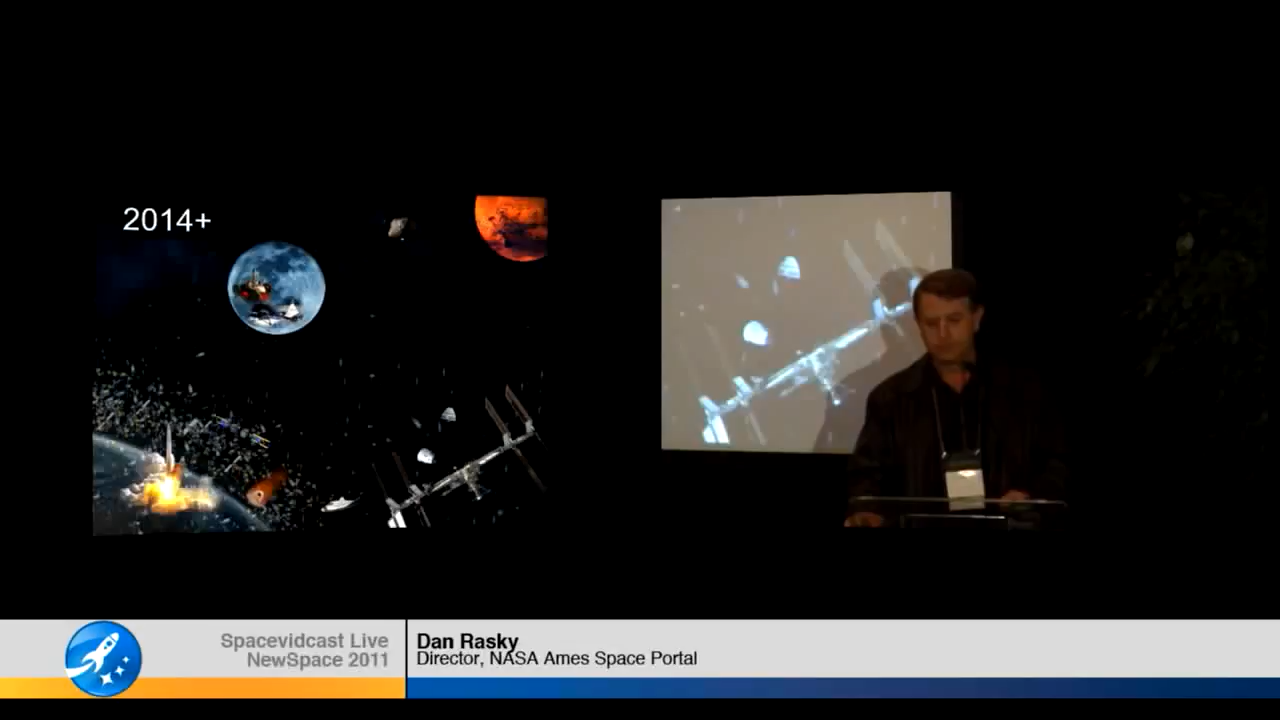 2014+
Spacevidcast Live
NewSpace 2011
Dan Rasky
Director, NASA Ames Space Portal